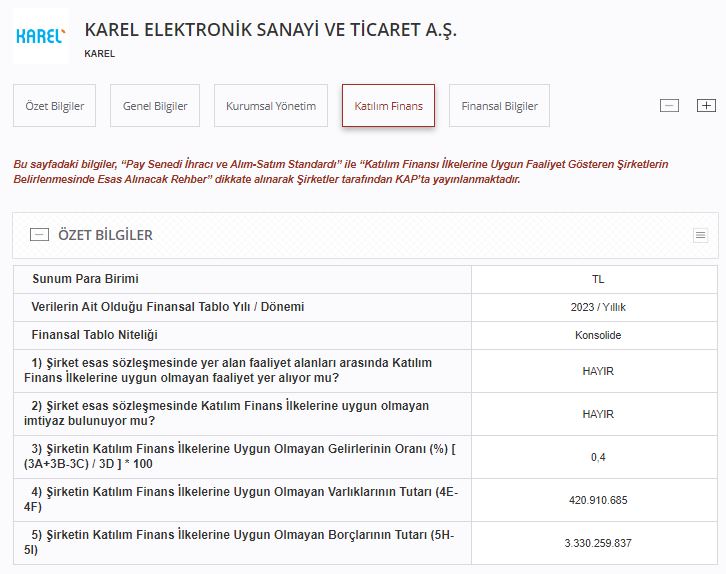 KAREL
KAREL ELEKTRONİK SANAYİ VE TİCARET A.Ş.
KAREL
Özet Bilgiler
Genel Bilgiler
Kurumsal Yönetim
Katılım Finans
Finansal Bilgiler
Bu sayfadaki bilgiler, “Pay Senedi İhracı ve Alım-Satım Standardı” ile “Katılım Finansı İlkelerine Uygun Faaliyet Gösteren Şirketlerin
Belirlenmesinde Esas Alınacak Rehber” dikkate alınarak Şirketler tarafından KAP’ta yayınlanmaktadır.
ÖZET BİLGİLER
Sunum Para Birimi
TL
Verilerin Ait Olduğu Finansal Tablo Yılı / Dönemi
2023 / Yıllık
Finansal Tablo Niteliği
Konsolide
1) Şirket esas sözleşmesinde yer alan faaliyet alanları arasında Katılım
Finans İlkelerine uygun olmayan faaliyet yer alıyor mu?
HAYIR
2) Şirket esas sözleşmesinde Katılım Finans İlkelerine uygun olmayan
imtiyaz bulunuyor mu?
HAYIR
3) Şirketin Katılım Finans İlkelerine Uygun Olmayan Gelirlerinin Oranı (%) [
(3A+3B-3C) / 3D ] * 100
0,4
4) Şirketin Katılım Finans İlkelerine Uygun Olmayan Varlıklarının Tutarı (4E-
4F)
420.910.685
5) Şirketin Katılım Finans İlkelerine Uygun Olmayan Borçlarının Tutarı (5H-
5I)
3.330.259.837